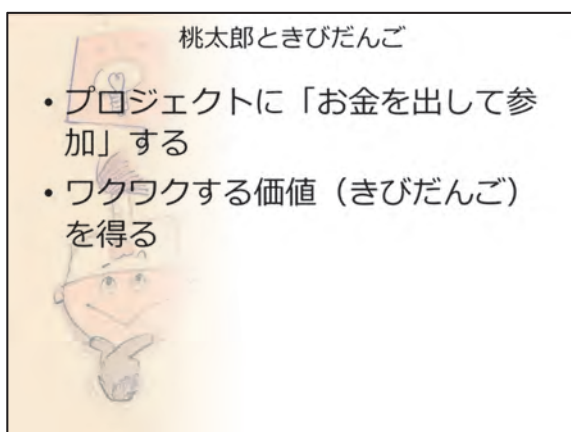 桃太郎ときびだんご
• プロジェクトに「お金を出して参
加」する
• ワクワクする価値（きびだんご）
を得る